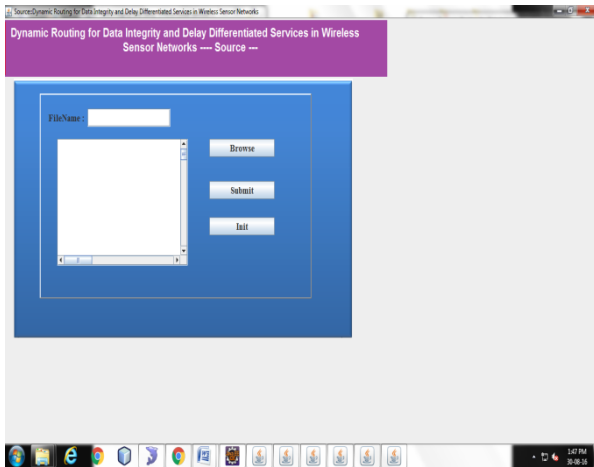 Source:Dynamic Routing for Data Integrity and Delay Differentiated Services in Wireless Sensor Networks
Dynamic Routing for Data Integrity and Delay Differentiated Services in Wireless
Sensor Networks ---- Source ---
FileName :
Browse
Submit
Init
1:47 PM
30-08-16